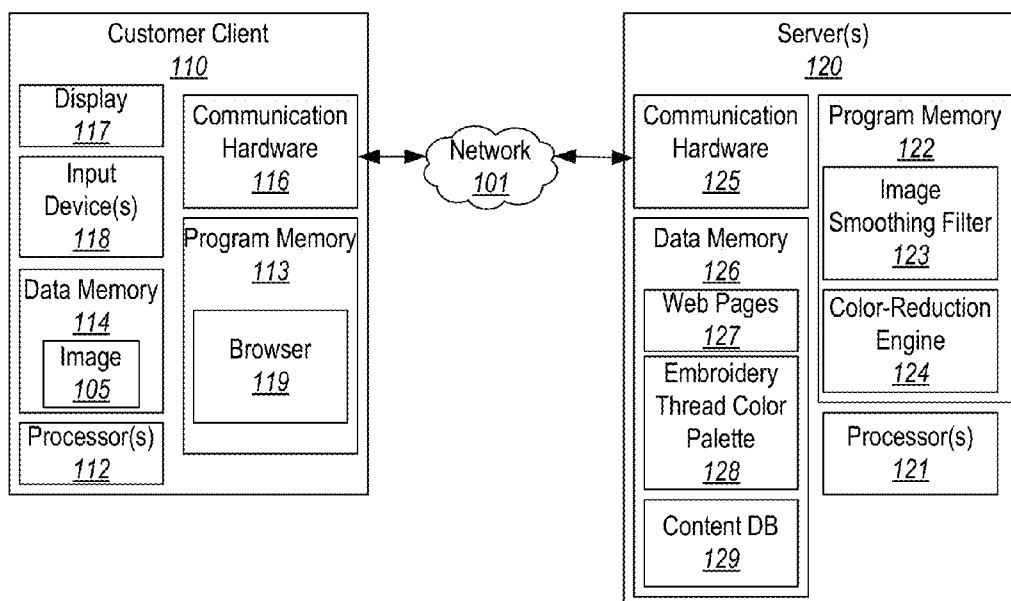 Customer Client
110
Display
117
Input
Device(s)
118
Data Memory
114
Image
105
Processor(s)
112
Communication
Hardware
116
Program Memory
113
Browser
119
Network
101
Server(s)
120
Communication
Hardware
125
Data Memory
126
Web Pages
127
Embroidery
Thread Color
Palette
128
Content DB
129
Program Memory
122
Image
Smoothing Filter
123
Color-Reduction
Engine
124
Processor(s)
121